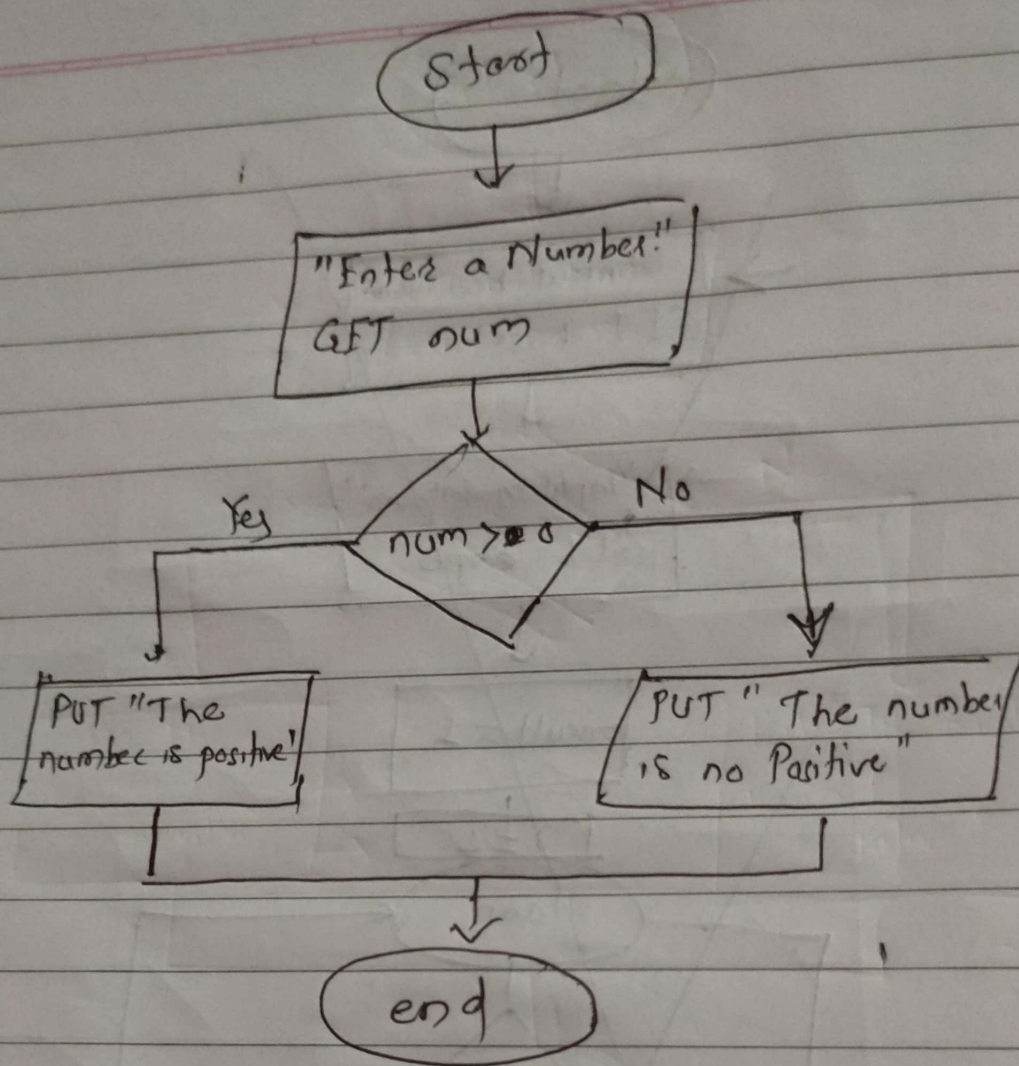 Start
"Enter a Number!"
GET num
Yes
num > 0
No
PUT "The
number is positive"
PUT " The number
is no Positive"
end